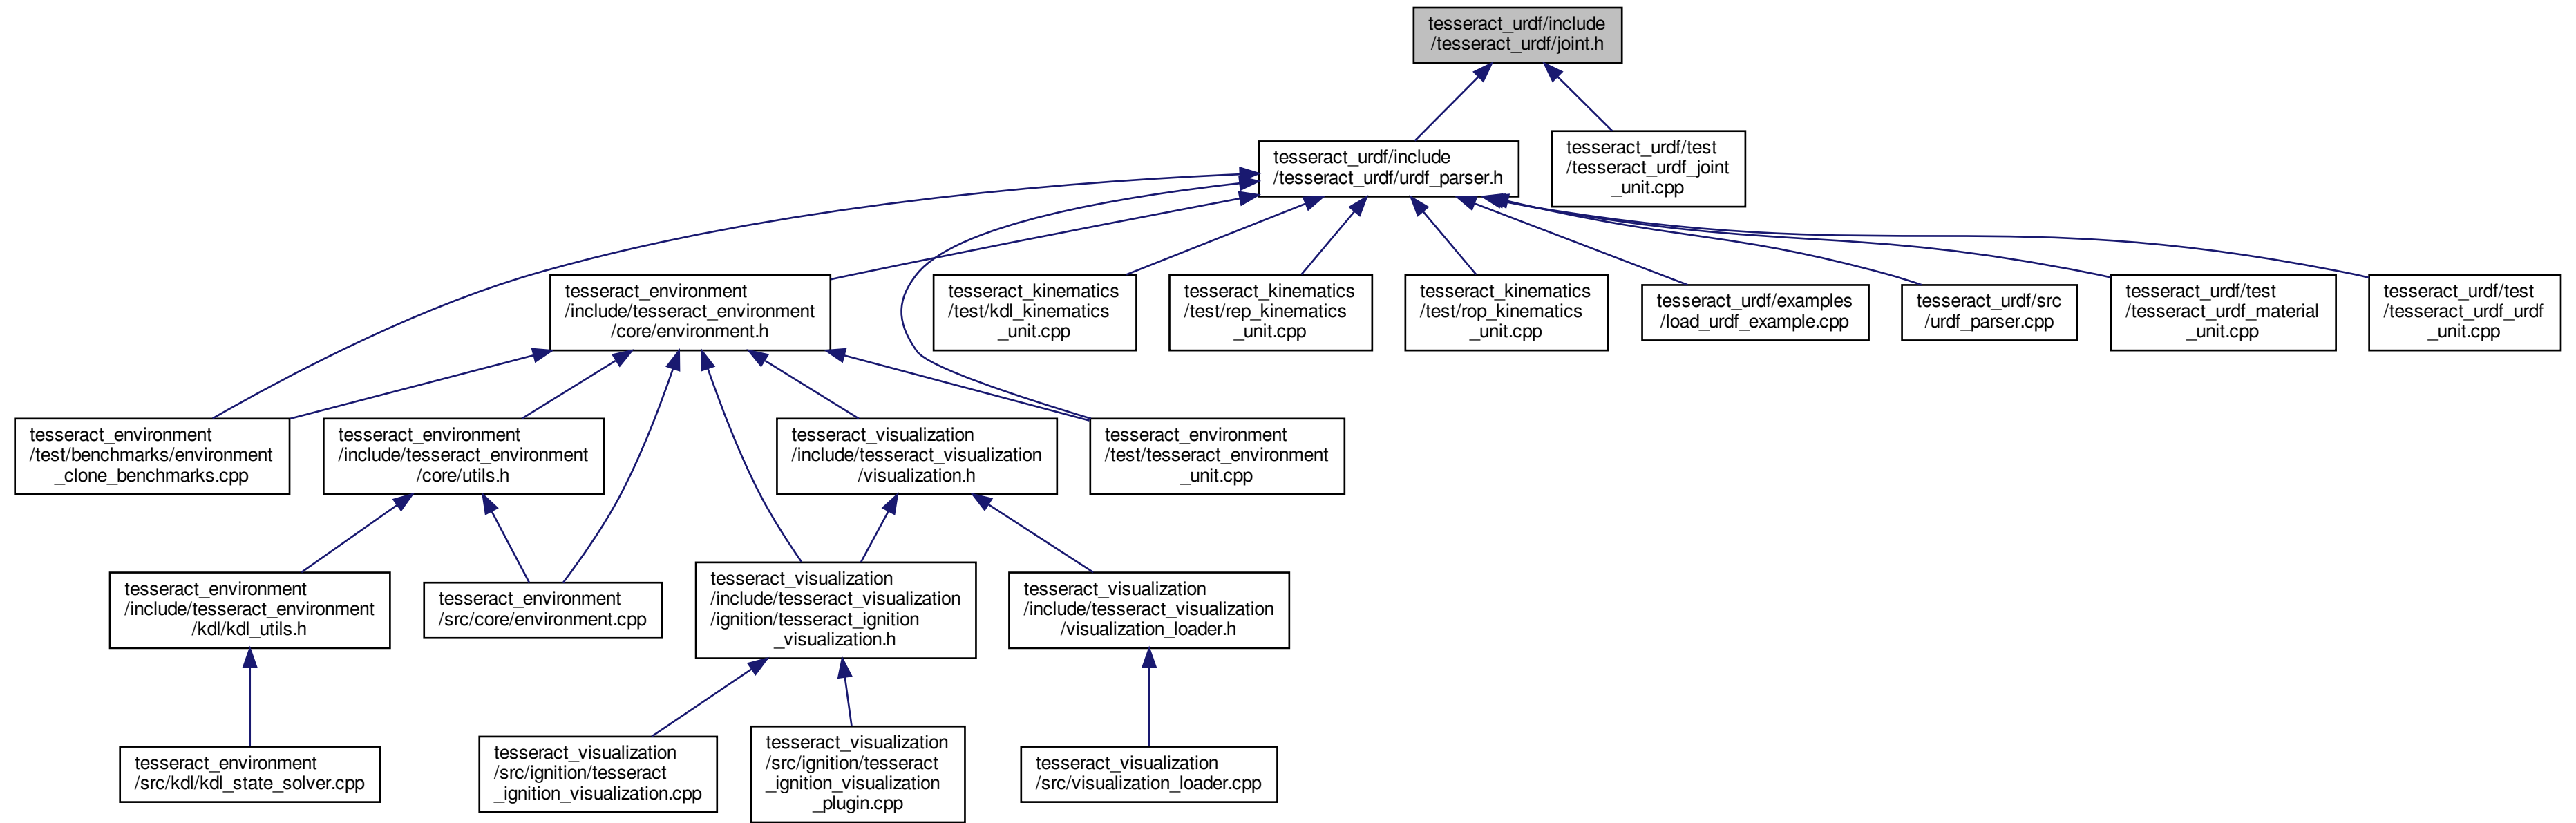 tesseract_urdf/include
/tesseract_urdf/joint.h
tesseract_urdf/include
/tesseract_urdf/urdf_parser.h
tesseract_urdf/test
/tesseract_urdf_joint
_unit.cpp
tesseract_environment
/include/tesseract_environment
/core/environment.h
tesseract_kinematics
/test/kdl_kinematics
_unit.cpp
tesseract_kinematics
/test/rep_kinematics
_unit.cpp
tesseract_kinematics
/test/rop_kinematics
_unit.cpp
tesseract_urdf/examples
/load_urdf_example.cpp
tesseract_urdf/src
/urdf_parser.cpp
tesseract_urdf/test
/tesseract_urdf_material
_unit.cpp
tesseract_urdf/test
/tesseract_urdf_urdf
_unit.cpp
tesseract_environment
/test/benchmarks/environment
_clone_benchmarks.cpp
tesseract_environment
/include/tesseract_environment
/core/utils.h
tesseract_visualization
/include/tesseract_visualization
/visualization.h
tesseract_environment
/test/tesseract_environment
_unit.cpp
tesseract_environment
/include/tesseract_environment
/kdl/kdl_utils.h
tesseract_environment
/src/core/environment.cpp
tesseract_visualization
/include/tesseract_visualization
/ignition/tesseract_ignition
_visualization.h
tesseract_visualization
/include/tesseract_visualization
/visualization_loader.h
tesseract_environment
/src/kdl/kdl_state_solver.cpp
tesseract_visualization
/src/ignition/tesseract
_ignition_visualization.cpp
tesseract_visualization
/src/ignition/tesseract
_ignition_visualization
_plugin.cpp
tesseract_visualization
/src/visualization_loader.cpp